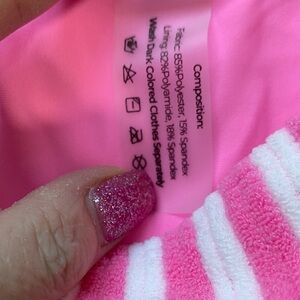 Composition:
Fabric: 85%Polyester, 15% Spandex
Lining: 82%Polyamide, 18% Spandex
Wash Dark Colored Clothes Separately